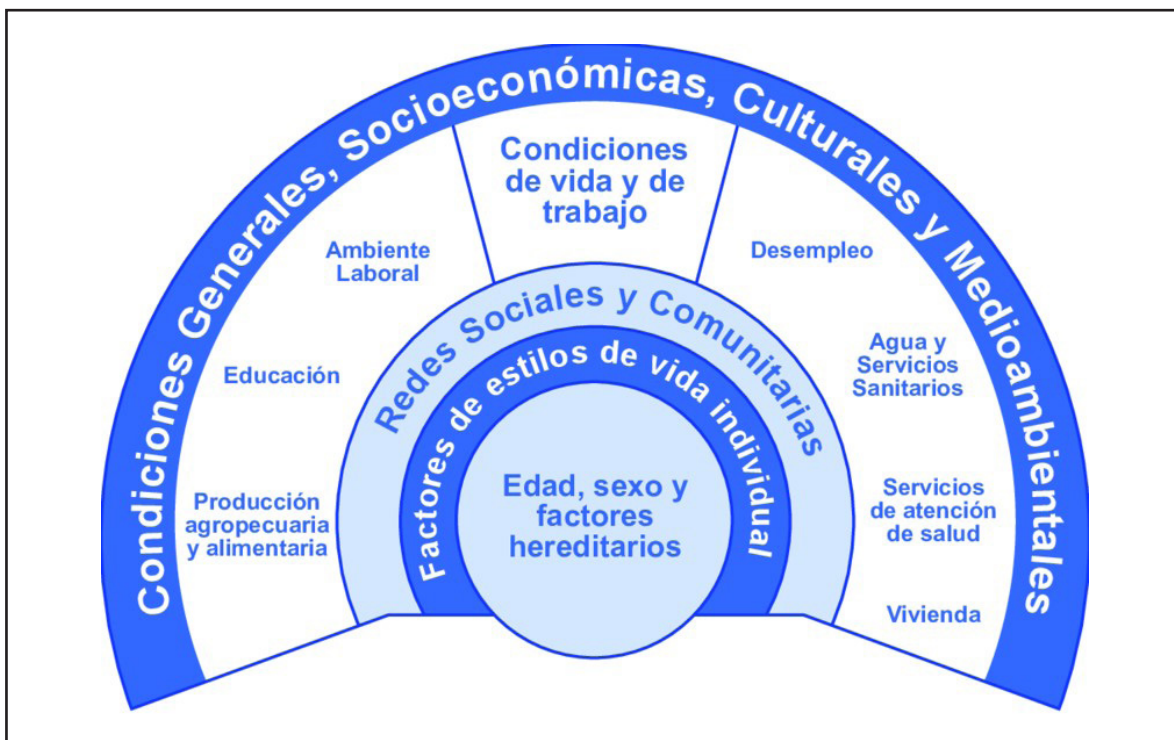 Condiciones Generales, Socioeconómicas, Culturales y Medioambientales
Condiciones
de vida y de
trabajo
Ambiente
Laboral
Desempleo
Educación
Agua y
Servicios
Sanitarios
Producción
agropecuaria
y alimentaria
Servicios
de atención
de salud
Vivienda
Redes Sociales y Comunitarias
Factores de estilos de vida individual
Edad, sexo y
factores
hereditarios